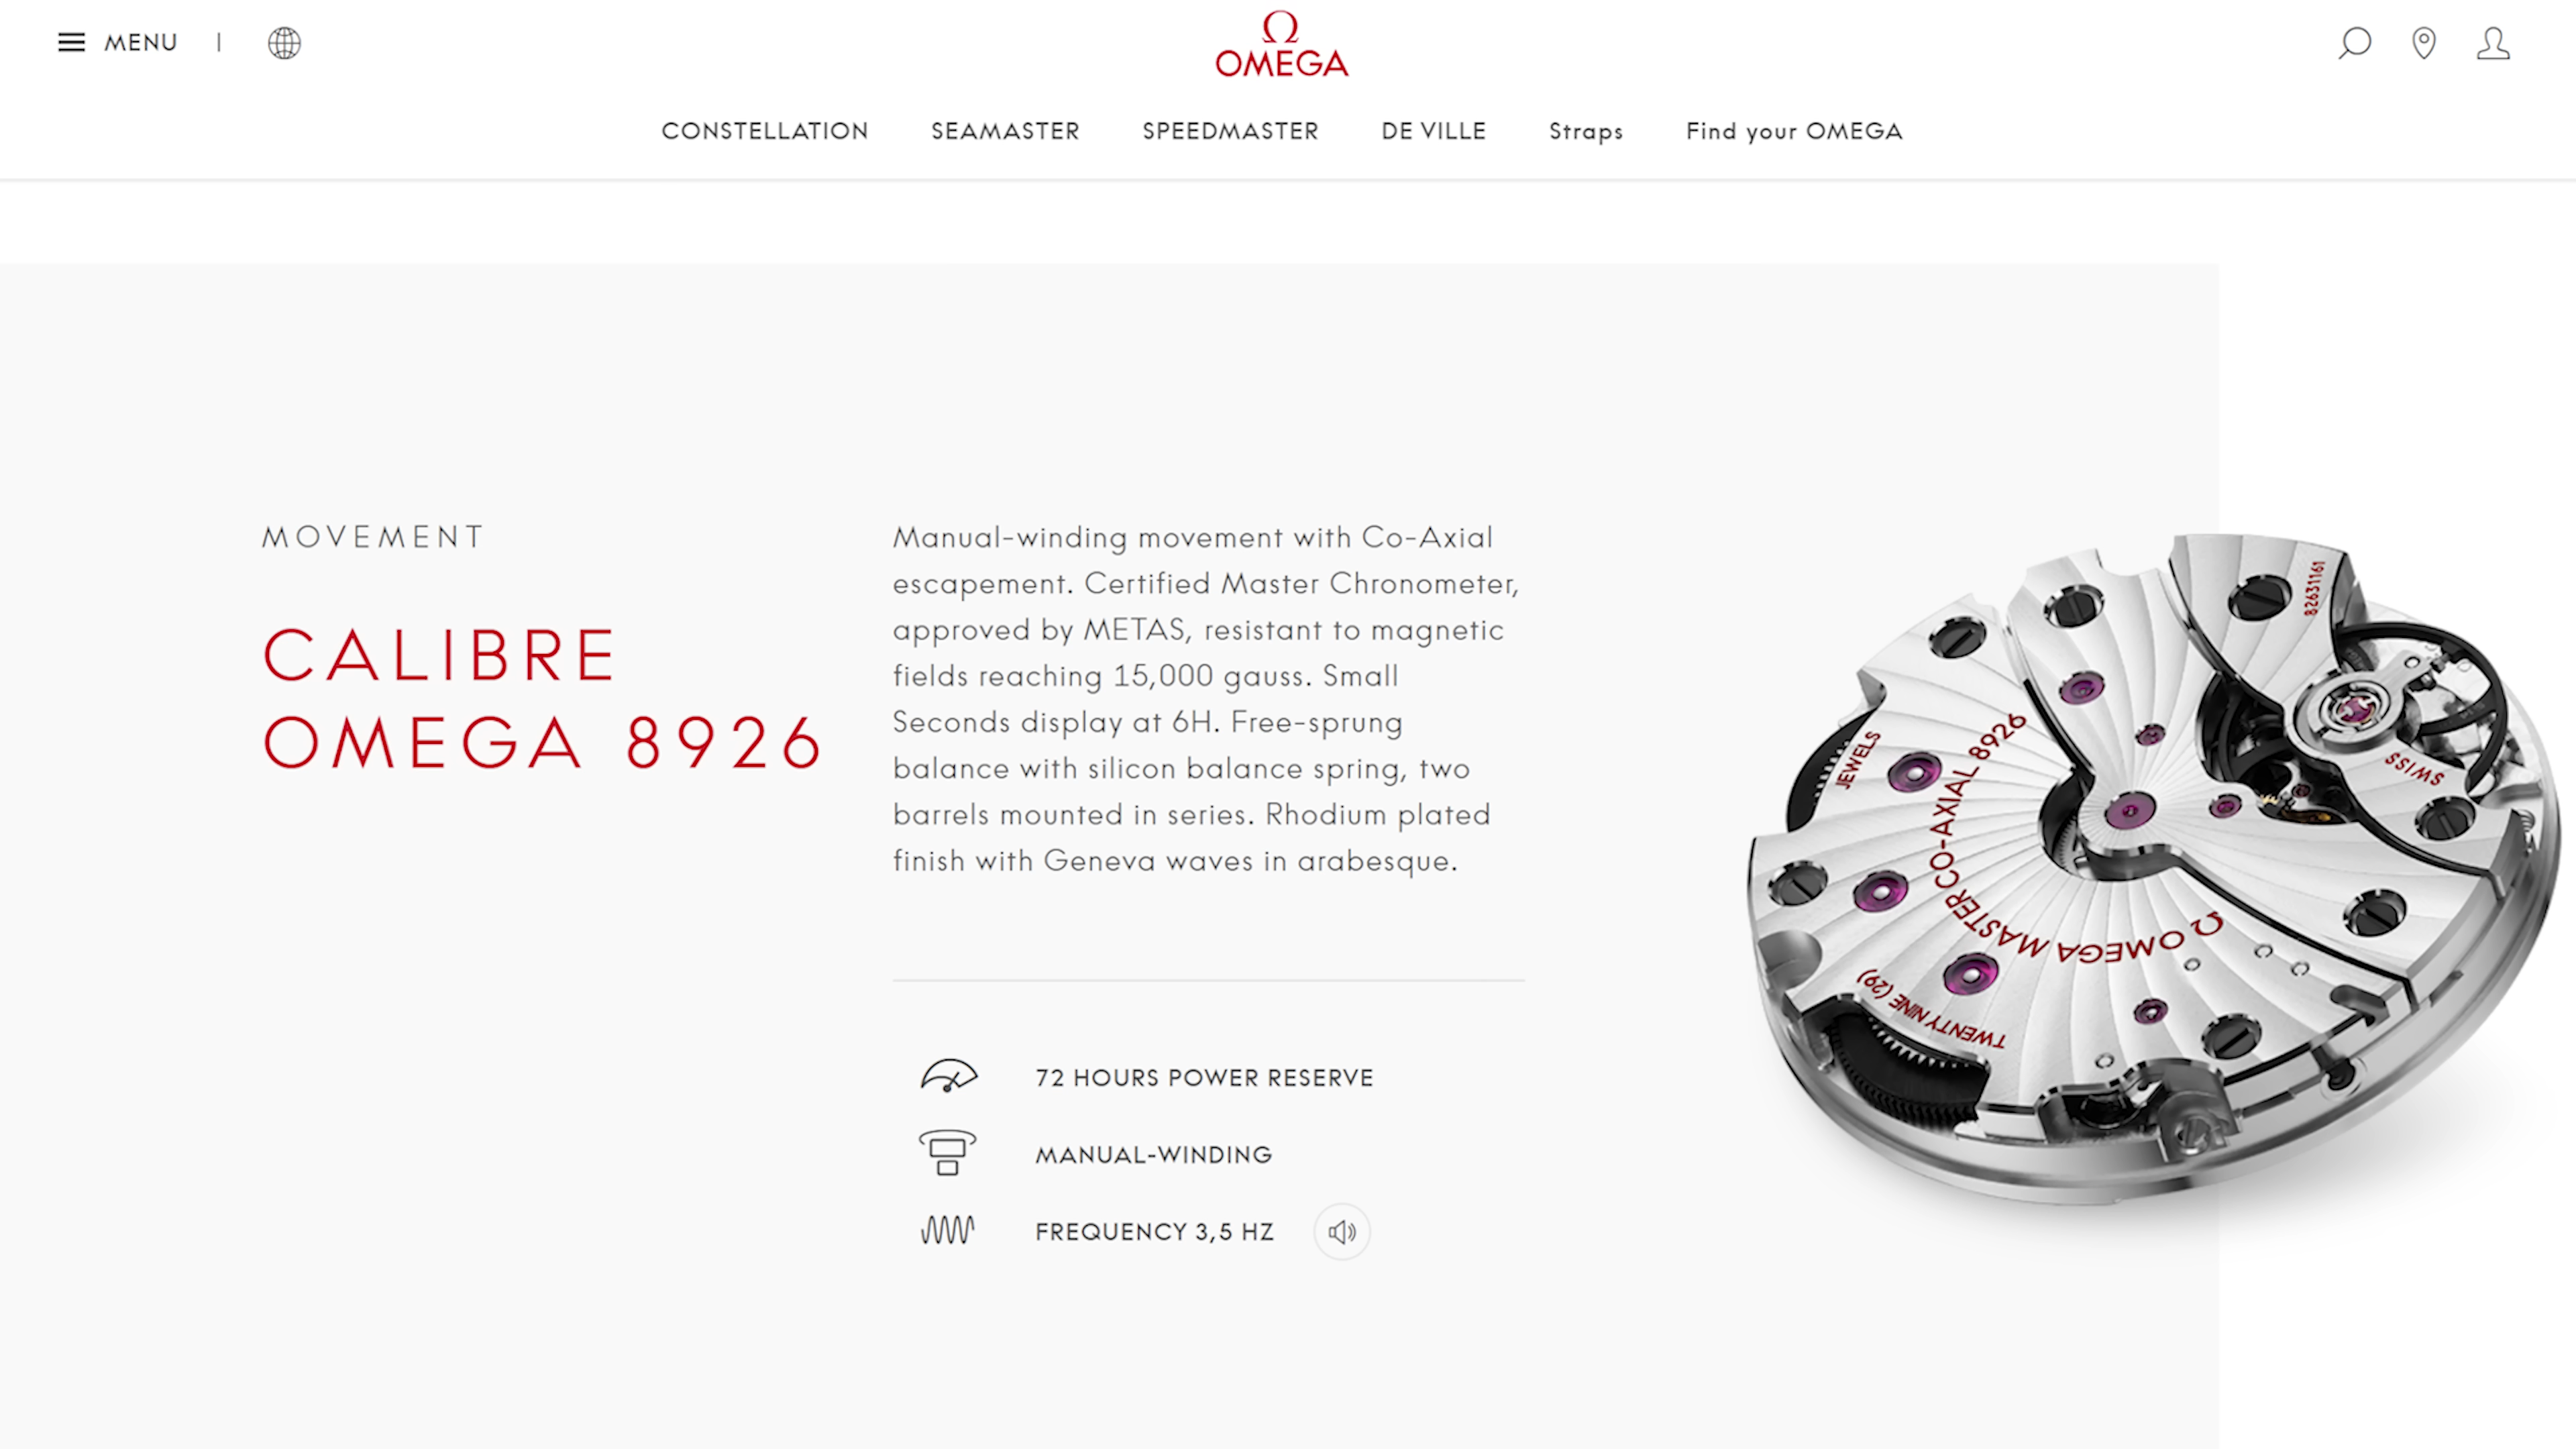 MENU |
Ω
OMEGA
CONSTELLATION SEAMASTER SPEEDMASTER DE VILLE Straps Find your OMEGA
MOVEMENT
CALIBRE
OMEGA 8926
Manual-winding movement with Co-Axial
escapement. Certified Master Chronometer,
approved by METAS, resistant to magnetic
fields reaching 15,000 gauss. Small
Seconds display at 6H. Free-sprung
balance with silicon balance spring, two
barrels mounted in series. Rhodium plated
finish with Geneva waves in arabesque.
72 HOURS POWER RESERVE
MANUAL-WINDING
FREQUENCY 3,5 HZ
82631161
SWISS
JEWELS
Ω OMEGA MASTER CO-AXIAL 8926
TWENTY NINE (29)